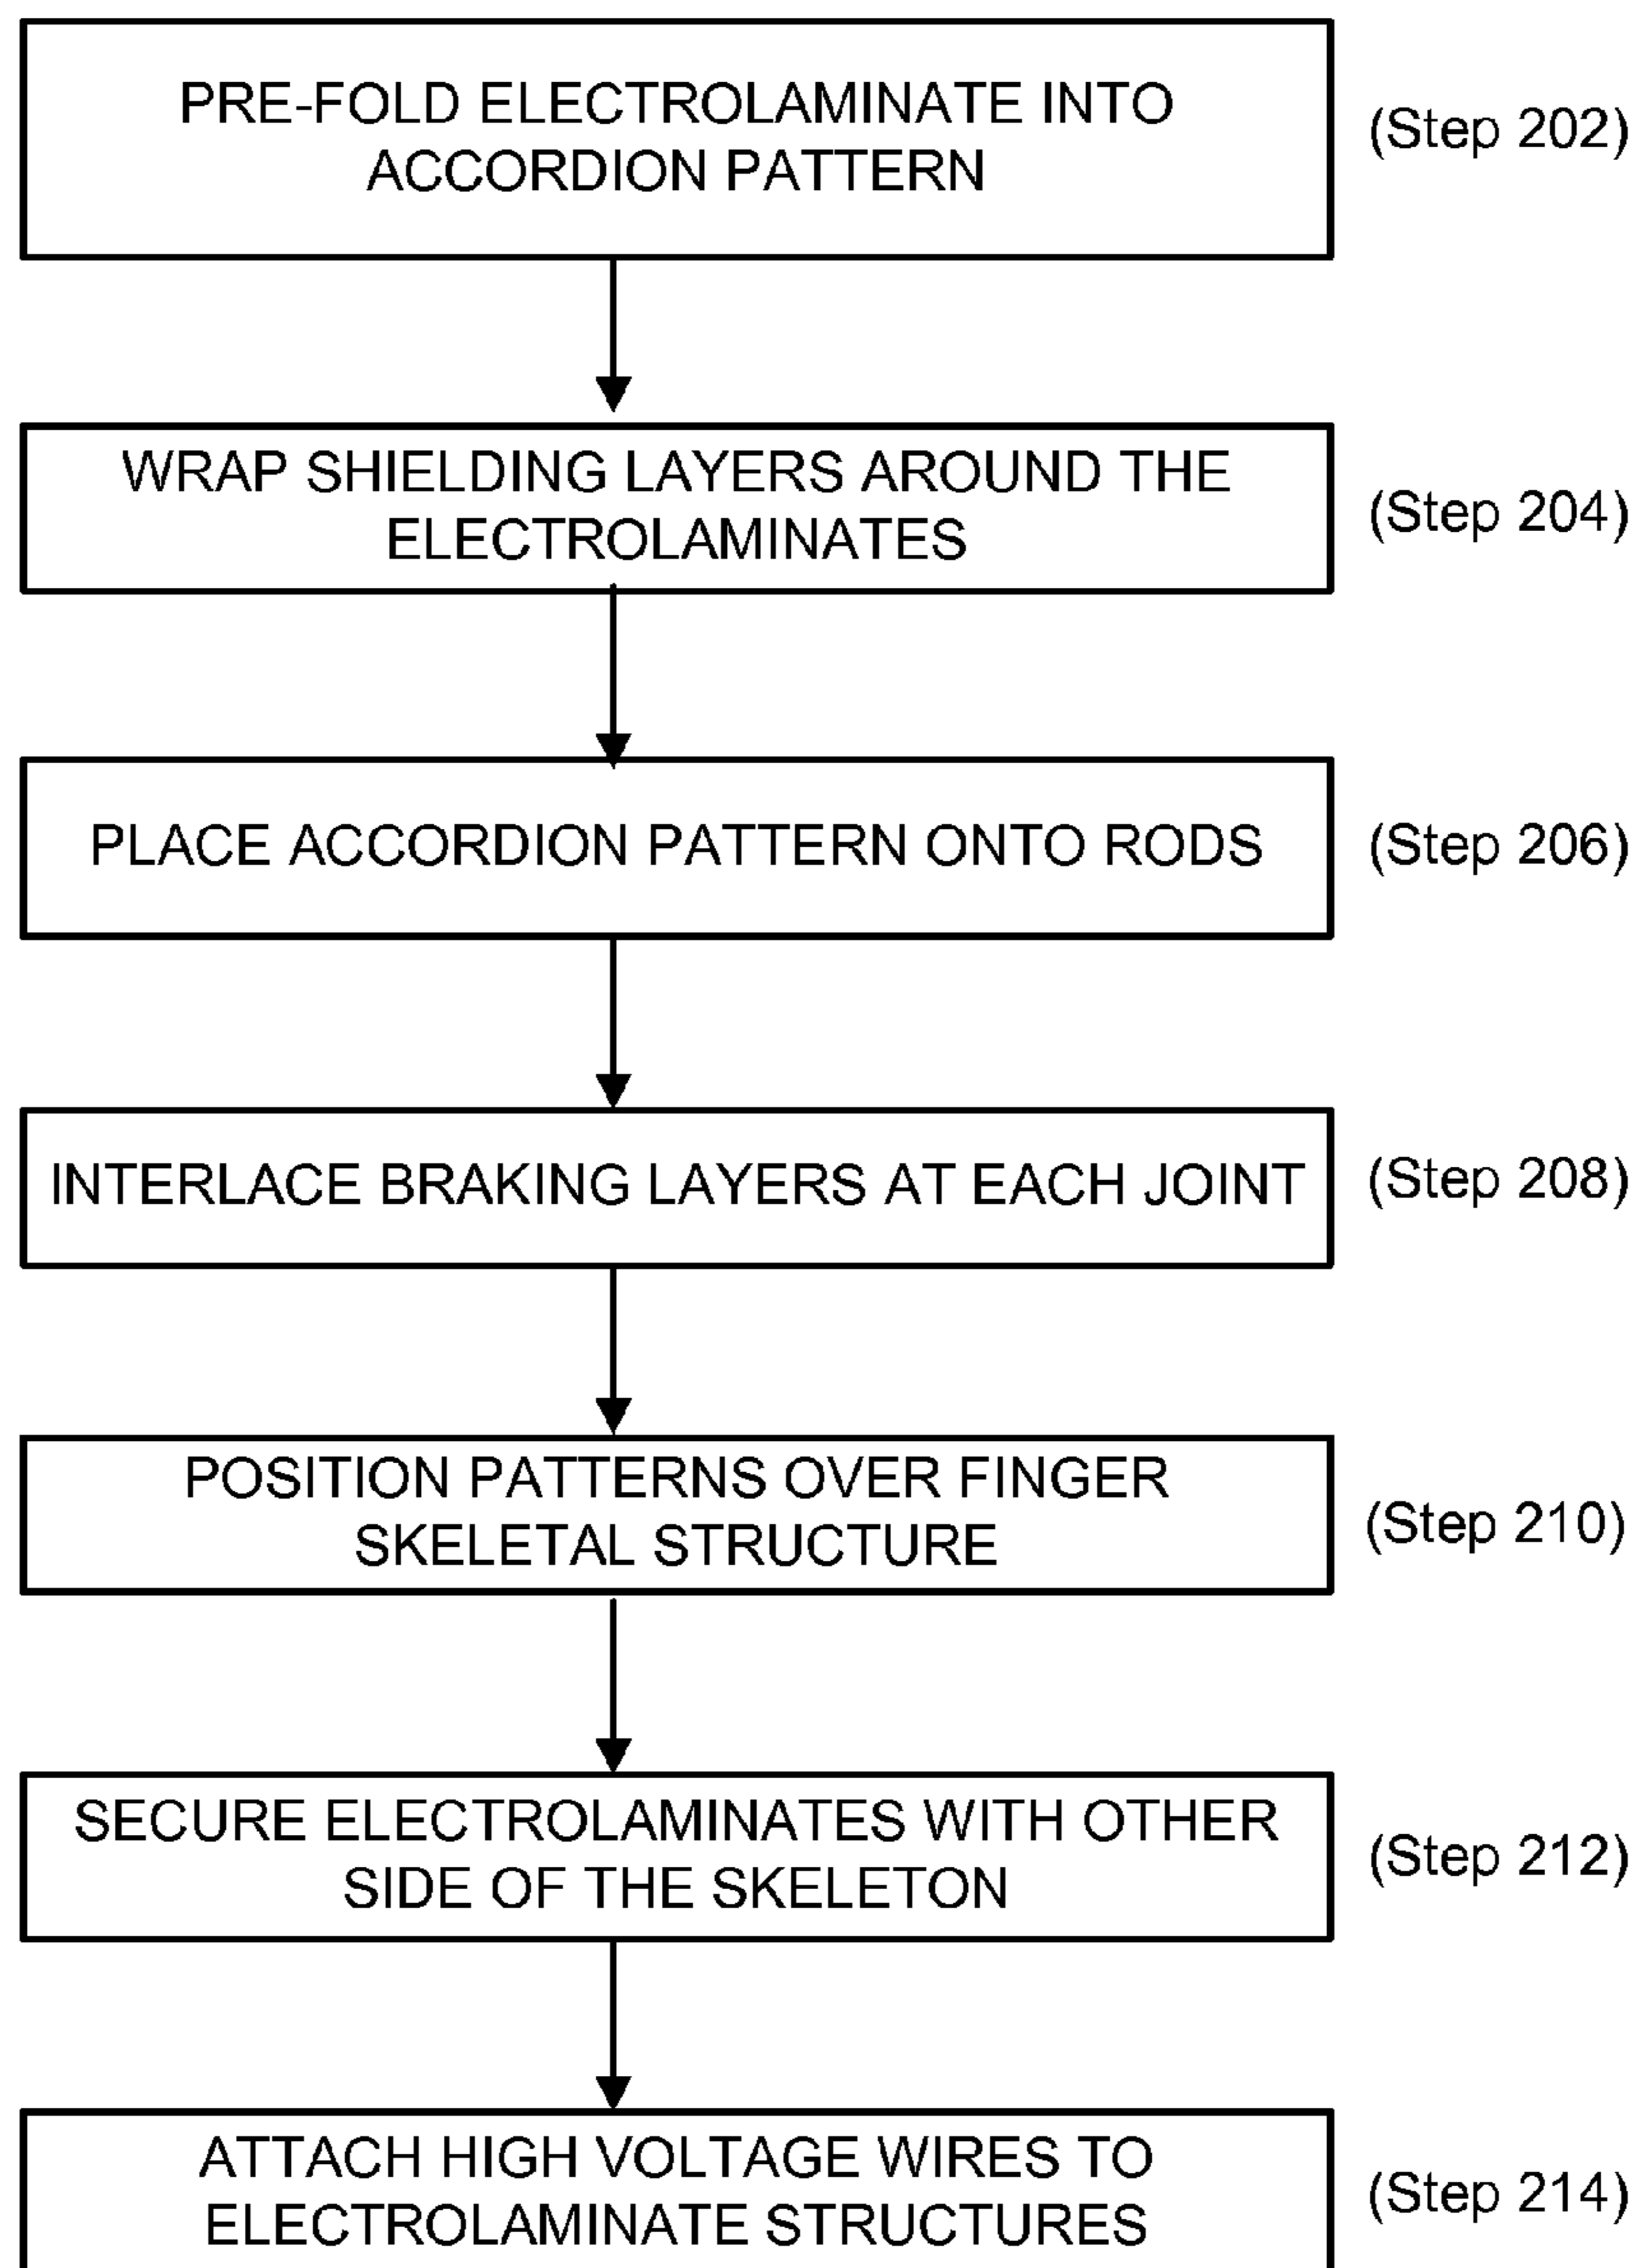 PRE-FOLD ELECTROLAMINATE INTO
ACCORDION PATTERN
(Step 202)
WRAP SHIELDING LAYERS AROUND THE
ELECTROLAMINATES
(Step 204)
PLACE ACCORDION PATTERN ONTO RODS
(Step 206)
INTERLACE BRAKING LAYERS AT EACH JOINT
(Step 208)
POSITION PATTERNS OVER FINGER
SKELETAL STRUCTURE
(Step 210)
SECURE ELECTROLAMINATES WITH OTHER
SIDE OF THE SKELETON
(Step 212)
ATTACH HIGH VOLTAGE WIRES TO
ELECTROLAMINATE STRUCTURES
(Step 214)